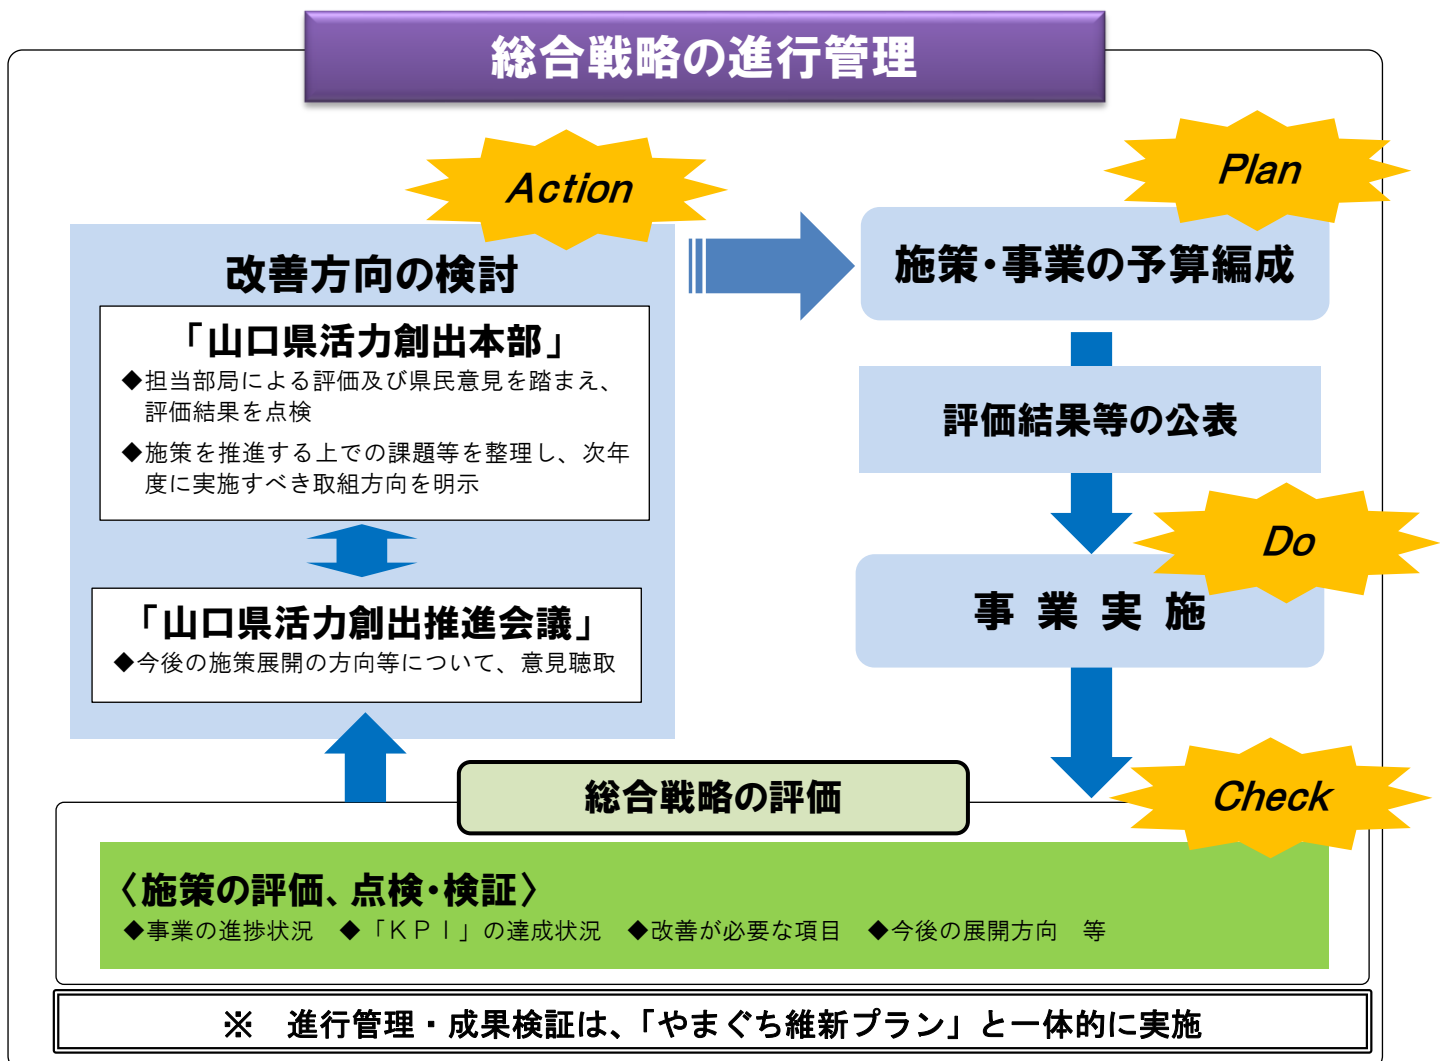 総合戦略の進行管理
Action
改善方向の検討
「山口県活力創出本部」
◆担当部局による評価及び県民意見を踏まえ、
評価結果を点検
◆施策を推進する上での課題等を整理し、次年
度に実施すべき取組方向を明示
「山口県活力創出推進会議」
◆今後の施策展開の方向等について、意見聴取
Plan
施策・事業の予算編成
評価結果等の公表
Do
事 業 実 施
Check
総合戦略の評価
〈施策の評価、点検・検証〉
◆事業の進捗状況　◆「ＫＰＩ」の達成状況　◆改善が必要な項目　◆今後の展開方向　等
※　進行管理・成果検証は、「やまぐち維新プラン」と一体的に実施